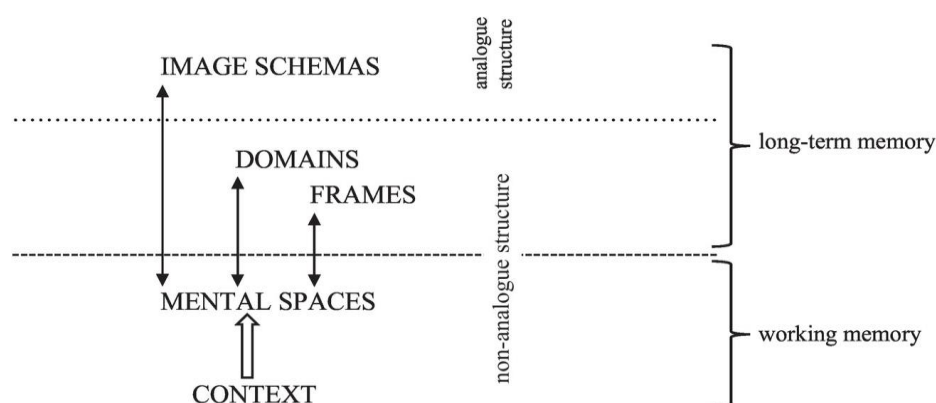 analogue
structure
IMAGE SCHEMAS
long-term memory
DOMAINS
FRAMES
non-analogue structure
MENTAL SPACES
working memory
CONTEXT